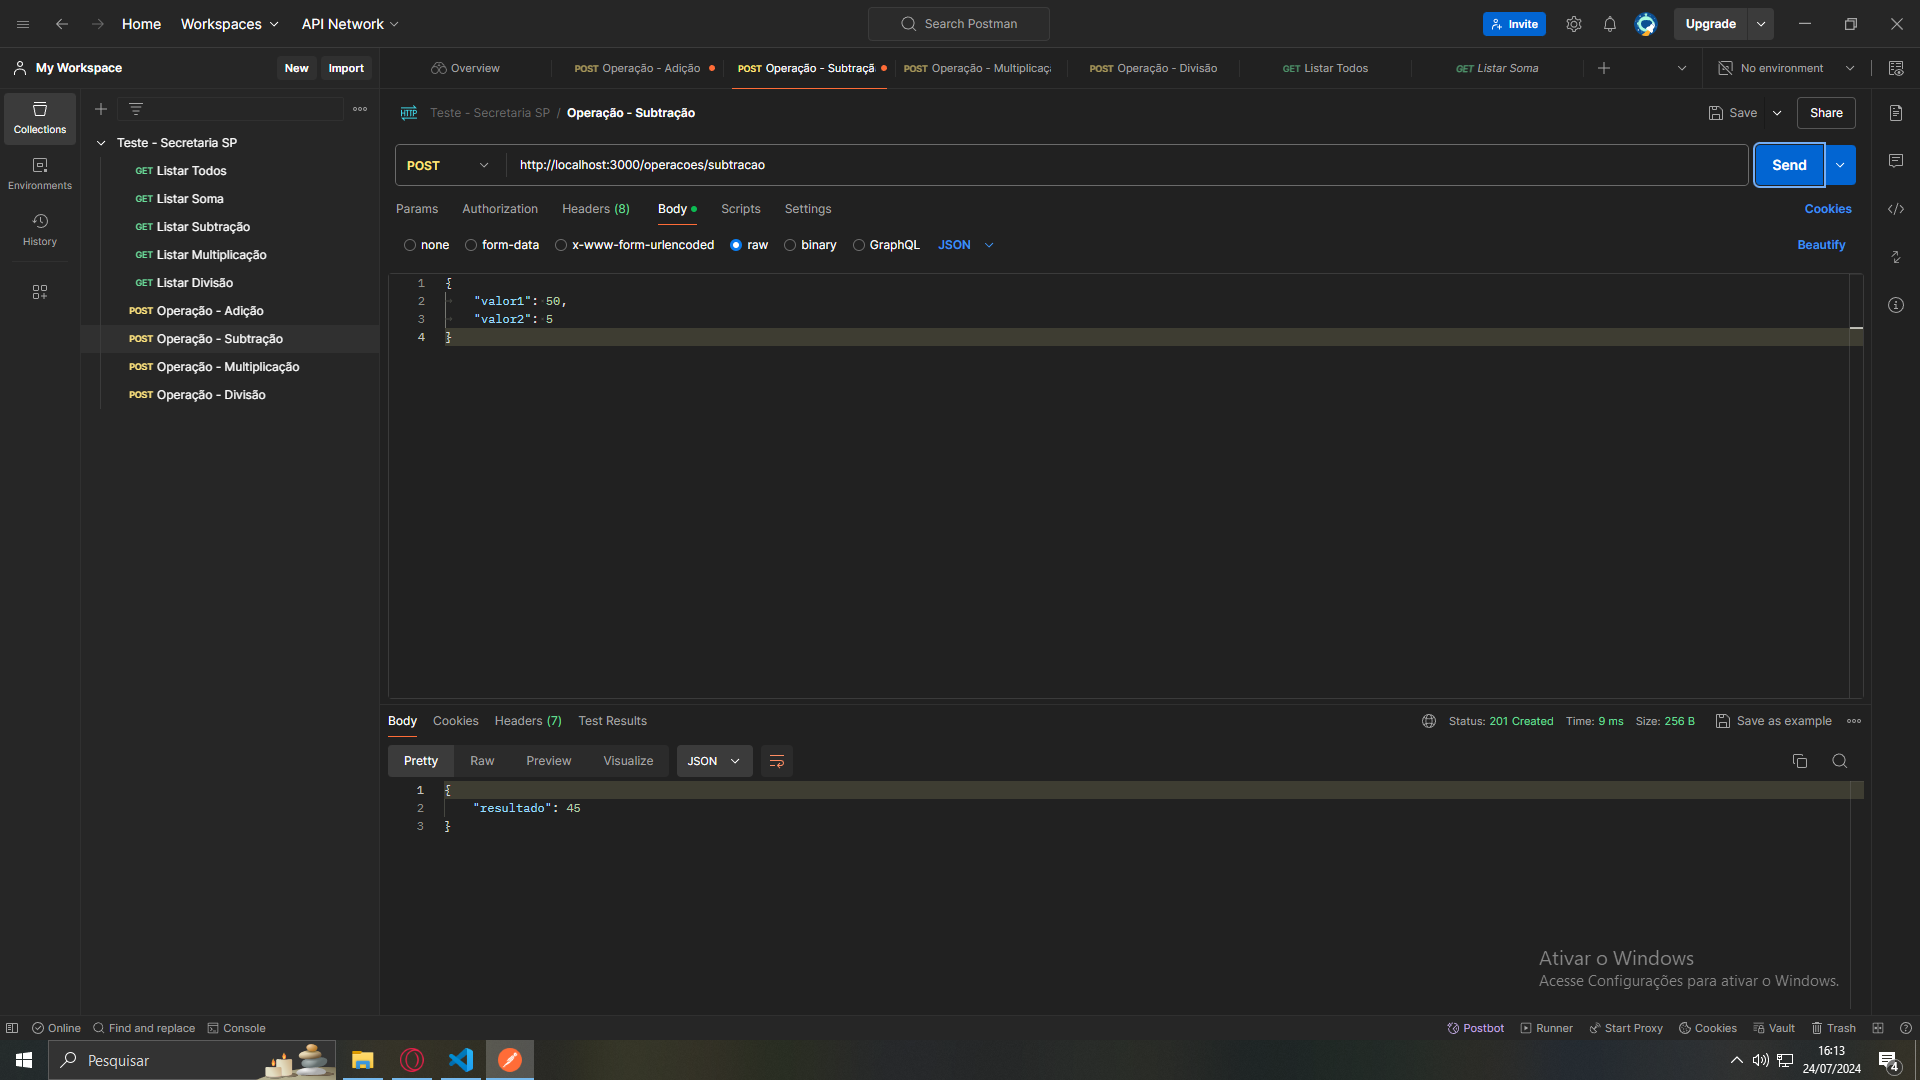 Home Workspaces API Network Search Postman Invite Upgrade
My Workspace New Import Overview POST Operação - Adição POST Operação - Subtraçã POST Operação - Multiplicaç POST Operação - Divisão GET Listar Todos GET Listar Soma No environment
Collections
Environments
History
Teste - Secretaria SP
GET Listar Todos
GET Listar Soma
GET Listar Subtração
GET Listar Multiplicação
GET Listar Divisão
POST Operação - Adição
POST Operação - Subtração
POST Operação - Multiplicação
POST Operação - Divisão
HTTP Teste - Secretaria SP / Operação - Subtração Save Share
POST http://localhost:3000/operacoes/subtracao Send
Params Authorization Headers (8) Body Scripts Settings Cookies
none form-data x-www-form-urlencoded raw binary GraphQL JSON Beautify
1 {
2 "valor1": 50,
3 "valor2": 5
4 }
Body Cookies Headers (7) Test Results Status: 201 Created Time: 9 ms Size: 256 B Save as example
Pretty Raw Preview Visualize JSON
1 {
2 "resultado": 45
3 }
Ativar o Windows
Acesse Configurações para ativar o Windows.
Online Find and replace Console Postbot Runner Start Proxy Cookies Vault Trash
Pesquisar 16:13
24/07/2024 4